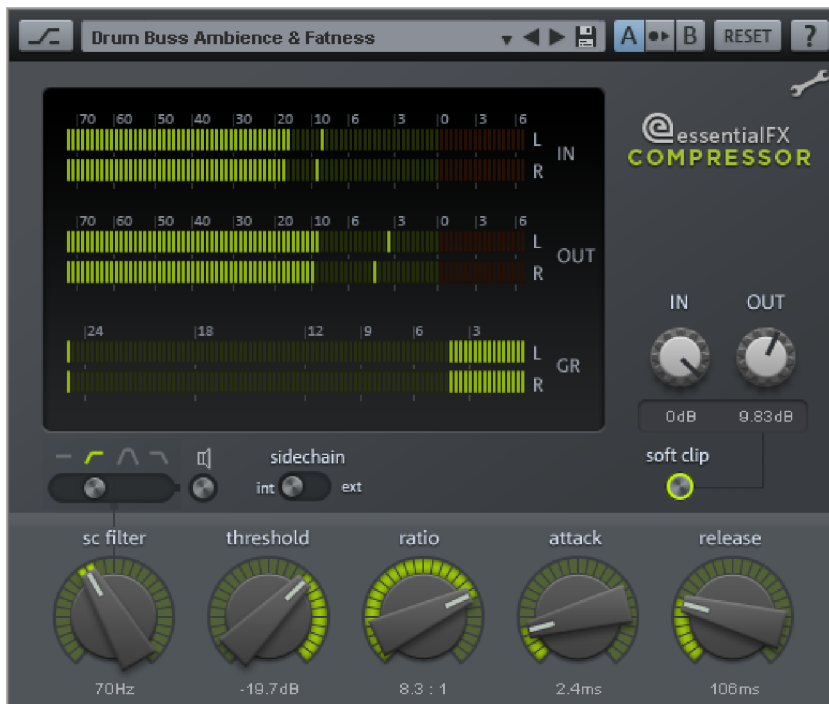 Drum Buss Ambience & Fatness A B RESET ?
70 60 50 40 30 20 10 6 3 0 3 6
L
IN
R
essentialFX
COMPRESSOR
70 60 50 40 30 20 10 6 3 0 3 6
L
OUT
R
24 18 12 9 6 3
L
GR
R
IN OUT
0dB 9.83dB
sidechain
int ext
soft clip
sc filter threshold ratio attack release
70Hz -19.7dB 8.3 : 1 2.4ms 106ms